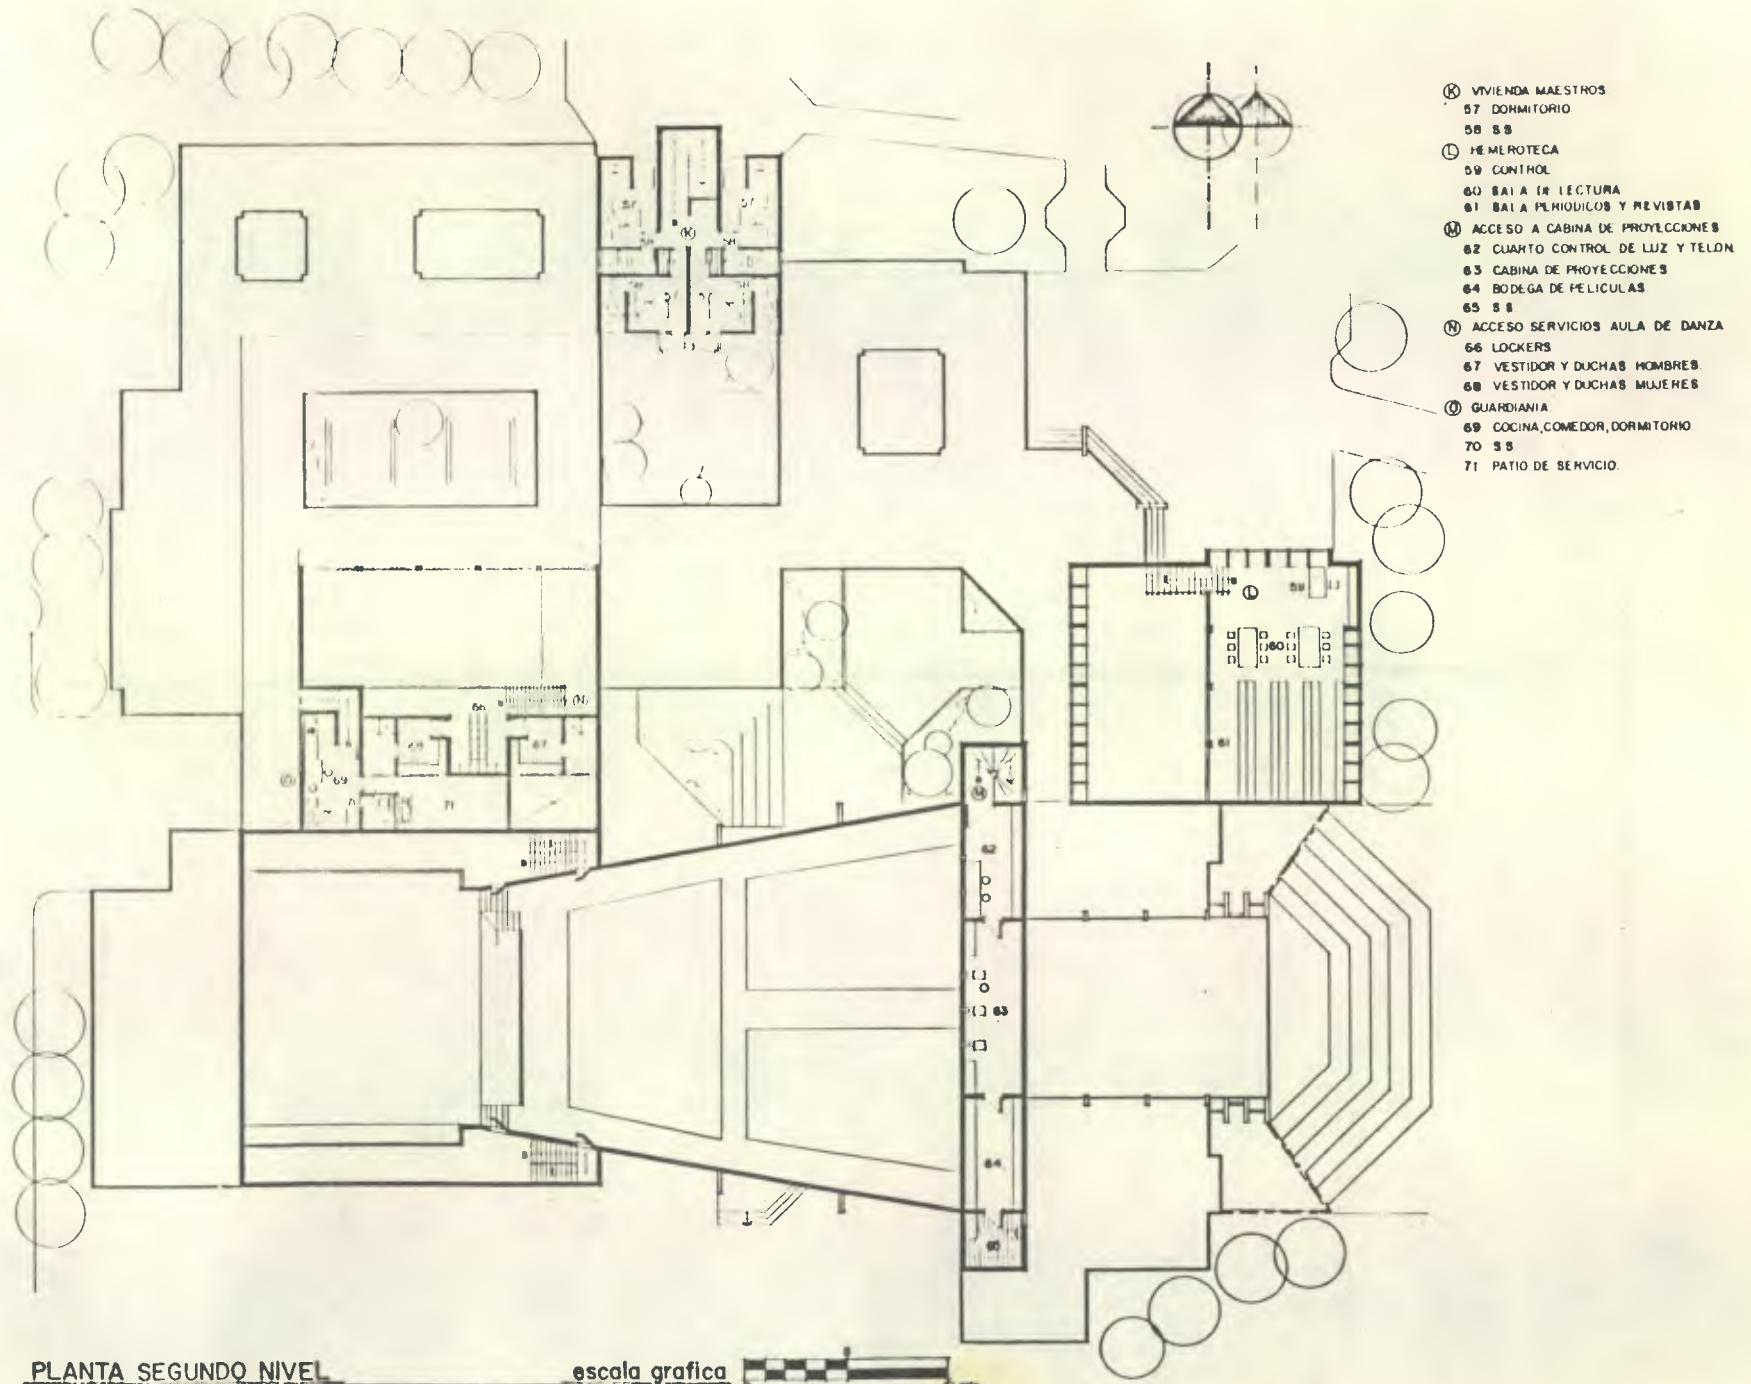 Ⓚ VIVIENDA MAESTROS
57 DORMITORIO
58 S S
Ⓛ HEMEROTECA
59 CONTROL
60 SALA DE LECTURA
61 SALA PERIODICOS Y REVISTAS
Ⓜ ACCESO A CABINA DE PROYECCIONES
62 CUARTO CONTROL DE LUZ Y TELON
63 CABINA DE PROYECCIONES
64 BODEGA DE PELICULAS
65 S S.
Ⓝ ACCESO SERVICIOS AULA DE DANZA
66 LOCKERS
67 VESTIDOR Y DUCHAS HOMBRES.
68 VESTIDOR Y DUCHAS MUJERES
Ⓞ GUARDIANIA.
69 COCINA, COMEDOR, DORMITORIO
70 S S
71 PATIO DE SERVICIO.
57
57
58
Ⓚ
58
59
Ⓛ
60
61
66
Ⓝ
67
69
71
Ⓜ
62
63
64
65
PLANTA SEGUNDO NIVEL
escala grafica